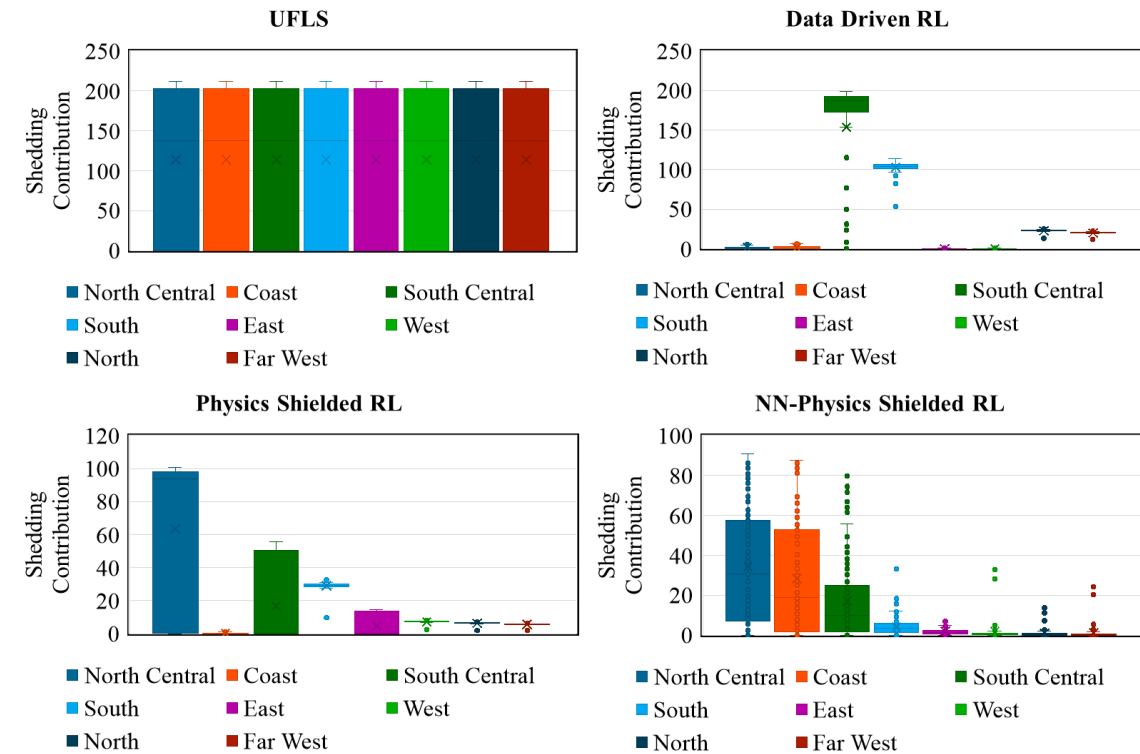 UFLS
Shedding
Contribution
250
200
150
100
50
0
North Central
Coast
South Central
South
East
West
North
Far West
Data Driven RL
Shedding
Contribution
250
200
150
100
50
0
North Central
Coast
South Central
South
East
West
North
Far West
Physics Shielded RL
Shedding
Contribution
120
100
80
60
40
20
0
North Central
Coast
South Central
South
East
West
North
Far West
NN-Physics Shielded RL
Shedding
Contribution
100
80
60
40
20
0
North Central
Coast
South Central
South
East
West
North
Far West